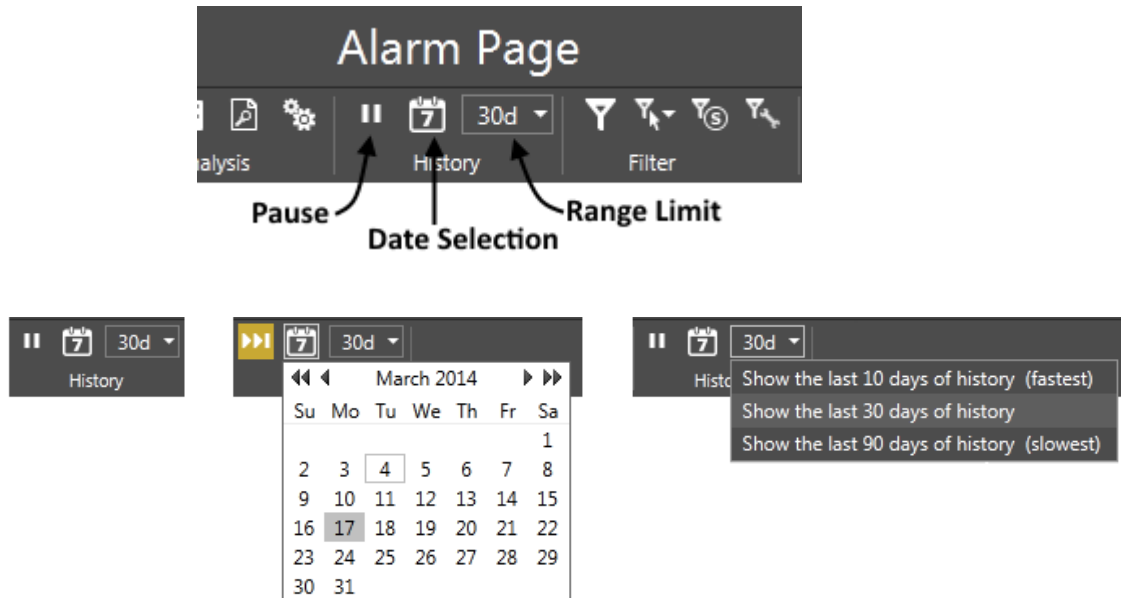 Alarm Page
7 30d
alysis History Filter
S
Pause Range Limit
Date Selection
7 30d
History
7 30d
March 2014
Su Mo Tu We Th Fr Sa
1
2 3 4 5 6 7 8
9 10 11 12 13 14 15
16 17 18 19 20 21 22
23 24 25 26 27 28 29
30 31
7 30d
Histo
Show the last 10 days of history (fastest)
Show the last 30 days of history
Show the last 90 days of history (slowest)